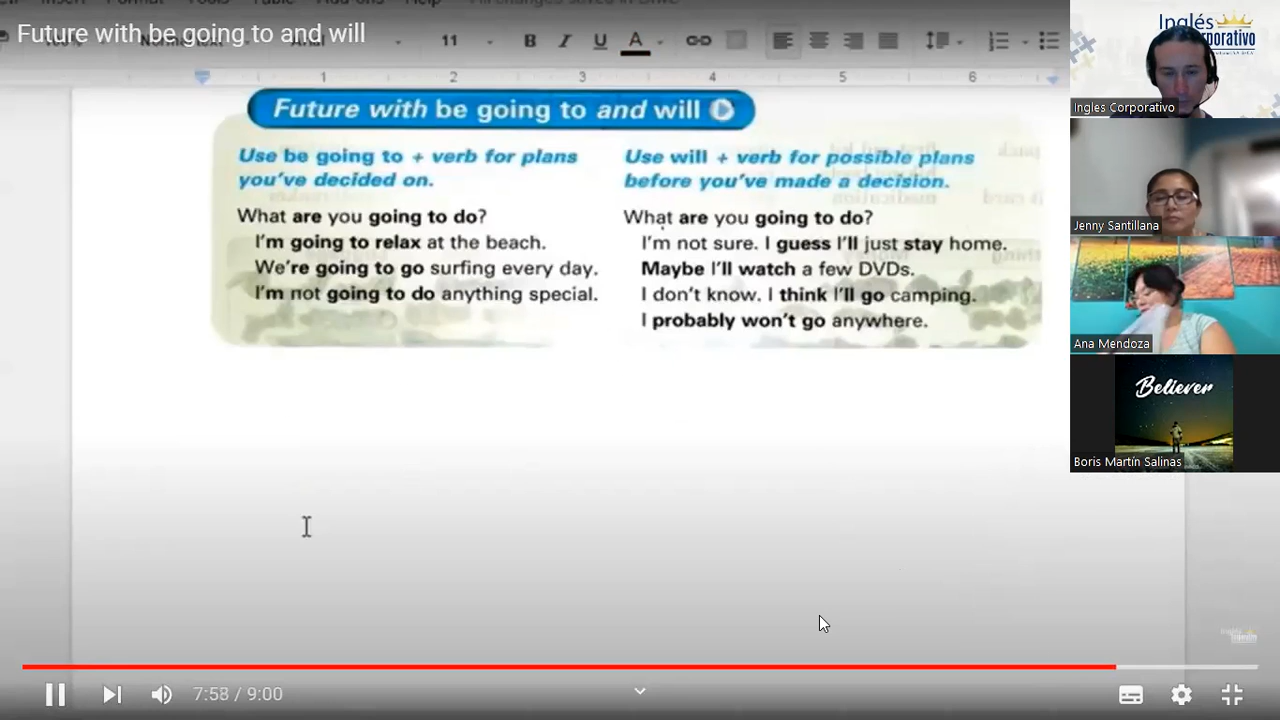 Future with be going to and will
11
B I U A
1 2 3 4 5 6
Future with be going to and will
Use be going to + verb for plans
you've decided on.
What are you going to do?
I'm going to relax at the beach.
We're going to go surfing every day.
I'm not going to do anything special.
Use will + verb for possible plans
before you've made a decision.
What are you going to do?
I'm not sure. I guess I'll just stay home.
Maybe I'll watch a few DVDs.
I don't know. I think I'll go camping.
I probably won't go anywhere.
Inglés
Ingles Corporativo
Jenny Santillana
Ana Mendoza
Believer
Boris Martín Salinas
7:58 / 9:00